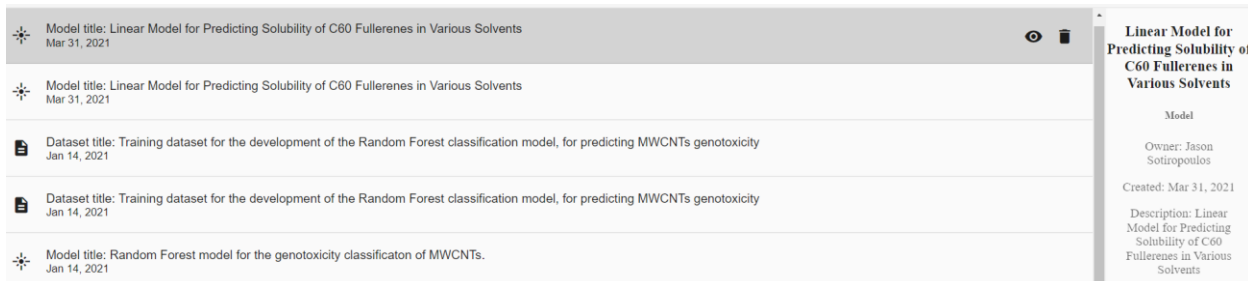 Model title: Linear Model for Predicting Solubility of C60 Fullerenes in Various Solvents
Mar 31, 2021
Model title: Linear Model for Predicting Solubility of C60 Fullerenes in Various Solvents
Mar 31, 2021
Dataset title: Training dataset for the development of the Random Forest classification model, for predicting MWCNTs genotoxicity
Jan 14, 2021
Dataset title: Training dataset for the development of the Random Forest classification model, for predicting MWCNTs genotoxicity
Jan 14, 2021
Model title: Random Forest model for the genotoxicity classificaton of MWCNTs.
Jan 14, 2021
Linear Model for
Predicting Solubility of
C60 Fullerenes in
Various Solvents
Model
Owner: Jason
Sotiropoulos
Created: Mar 31, 2021
Description: Linear
Model for Predicting
Solubility of C60
Fullerenes in Various
Solvents